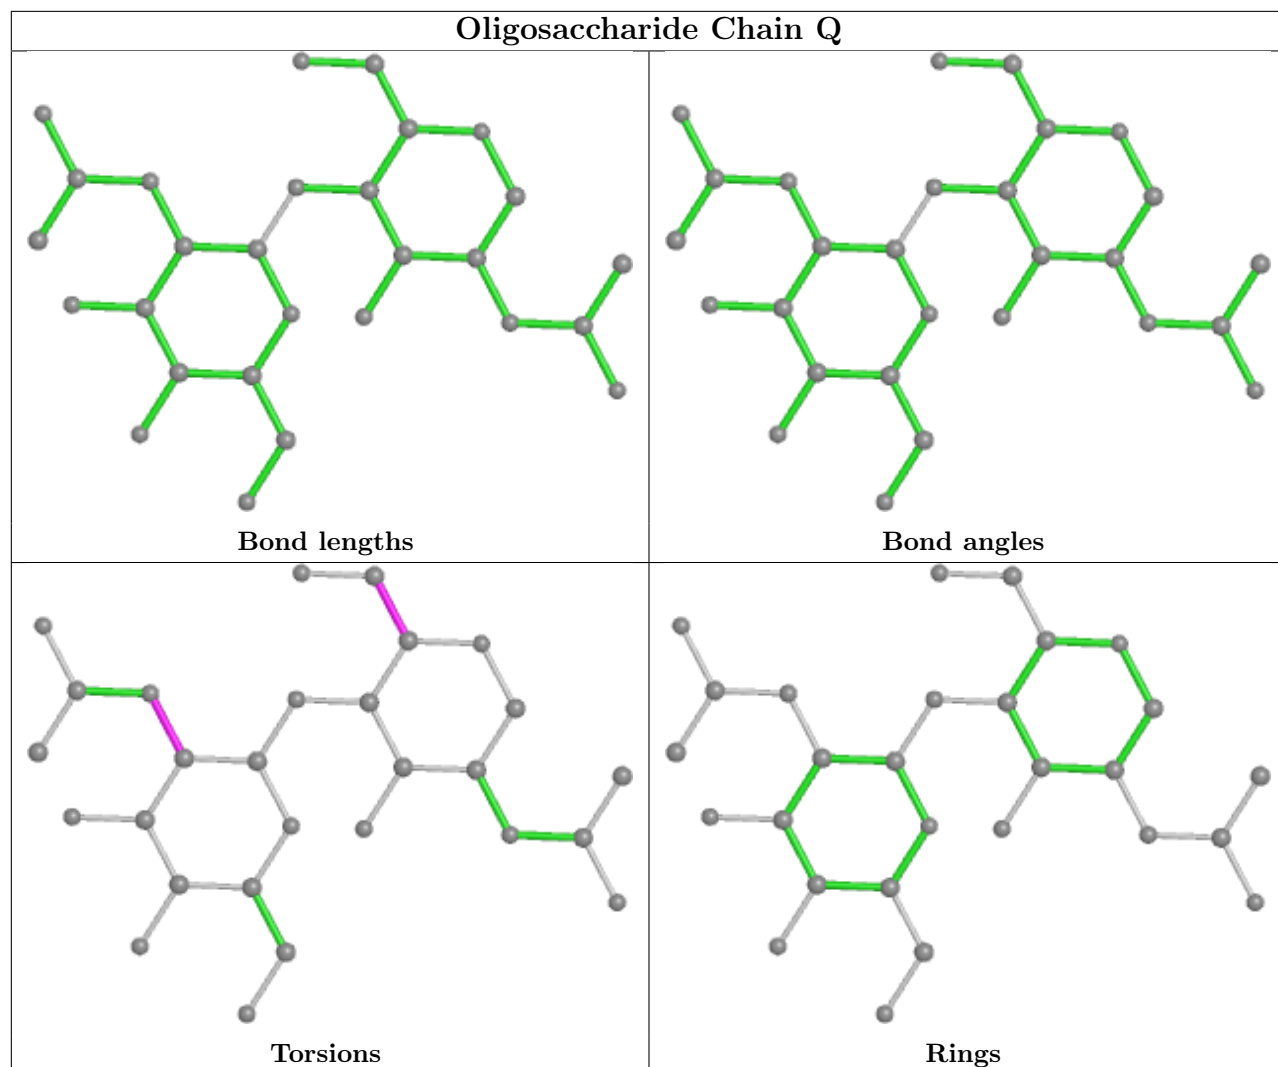 Oligosaccharide Chain Q
Bond lengths
Bond angles
Torsions
Rings